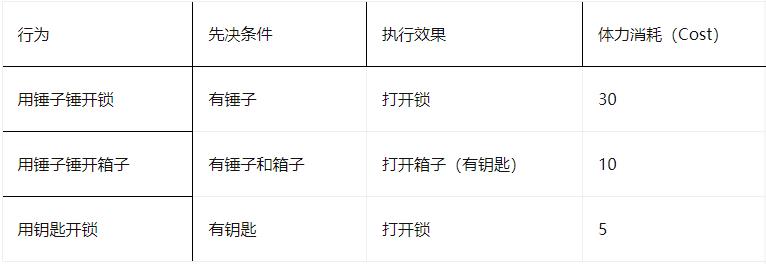 行为 先决条件 执行效果 体力消耗（Cost）
用锤子锤开锁 有锤子 打开锁 30
用锤子锤开箱子 有锤子和箱子 打开箱子（有钥匙） 10
用钥匙开锁 有钥匙 打开锁 5